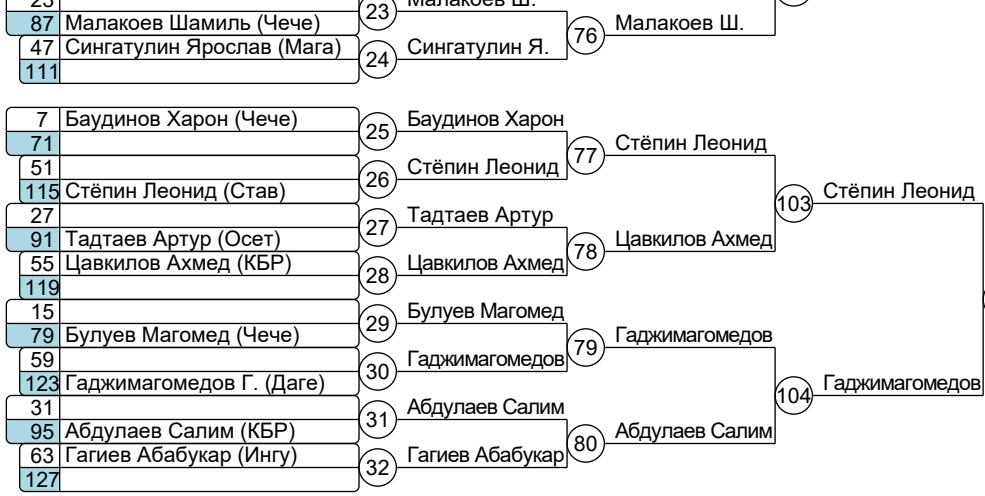 23
87 Малакоев Шамиль (Чече)
47 Сингатулин Ярослав (Мага)
111
23
24
Малакоев Ш.
Сингатулин Я.
76
Малакоев Ш.
7 Баудинов Харон (Чече)
71
51
115 Стёпин Леонид (Став)
27
91 Тадтаев Артур (Осет)
55 Цавкилов Ахмед (КБР)
119
15
79 Булуев Магомед (Чече)
59
123 Гаджимагомедов Г. (Даге)
31
95 Абдулаев Салим (КБР)
63 Гагиев Абабукар (Ингу)
127
25
26
27
28
29
30
31
32
Баудинов Харон
Стёпин Леонид
Тадтаев Артур
Цавкилов Ахмед
Булуев Магомед
Гаджимагомедов
Абдулаев Салим
Гагиев Абабукар
77
78
79
80
Стёпин Леонид
Цавкилов Ахмед
Гаджимагомедов
Абдулаев Салим
103
104
Стёпин Леонид
Гаджимагомедов